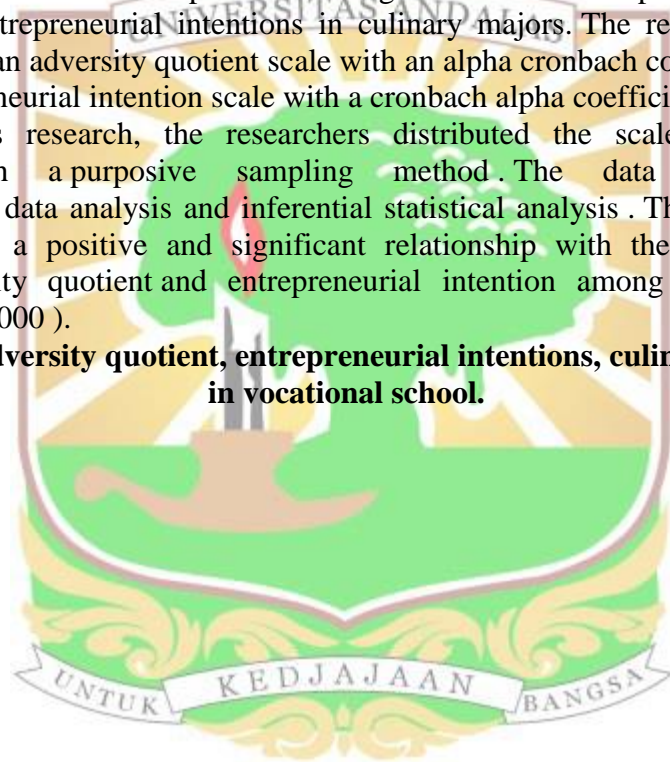 UNIVERSITAS ANDALAS
trepreneurial intentions in culinary majors. The re
an adversity quotient scale with an alpha cronbach co
neurial intention scale with a cronbach alpha coeffici
s research, the researchers distributed the scale
a purposive sampling method . The data
data analysis and inferential statistical analysis . Th
a positive and significant relationship with the
ty quotient and entrepreneurial intention among
000 ).
dversity quotient, entrepreneurial intentions, culin
in vocational school.
UNTUK KEDJAJAAN BANGSA